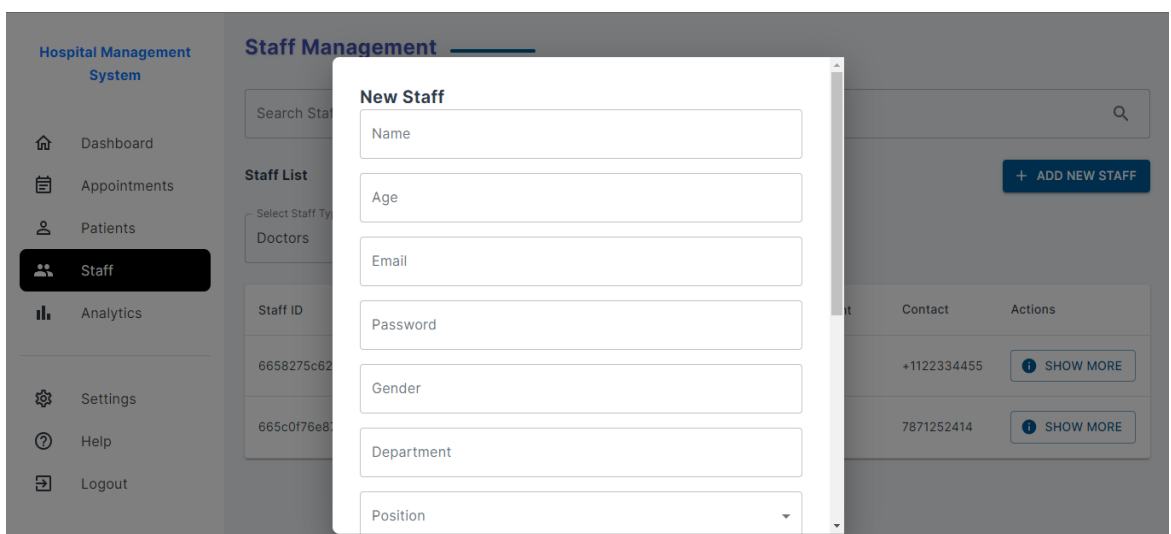 Hospital Management
System
Dashboard
Appointments
Patients
Staff
Analytics
Settings
Help
Logout
Staff Management
Search Staf
Staff List
+ ADD NEW STAFF
Select Staff Ty
Doctors
Staff ID
Contact
Actions
6658275c62
+1122334455
SHOW MORE
665c0f76e8
7871252414
SHOW MORE
New Staff
Name
Age
Email
Password
Gender
Department
Position